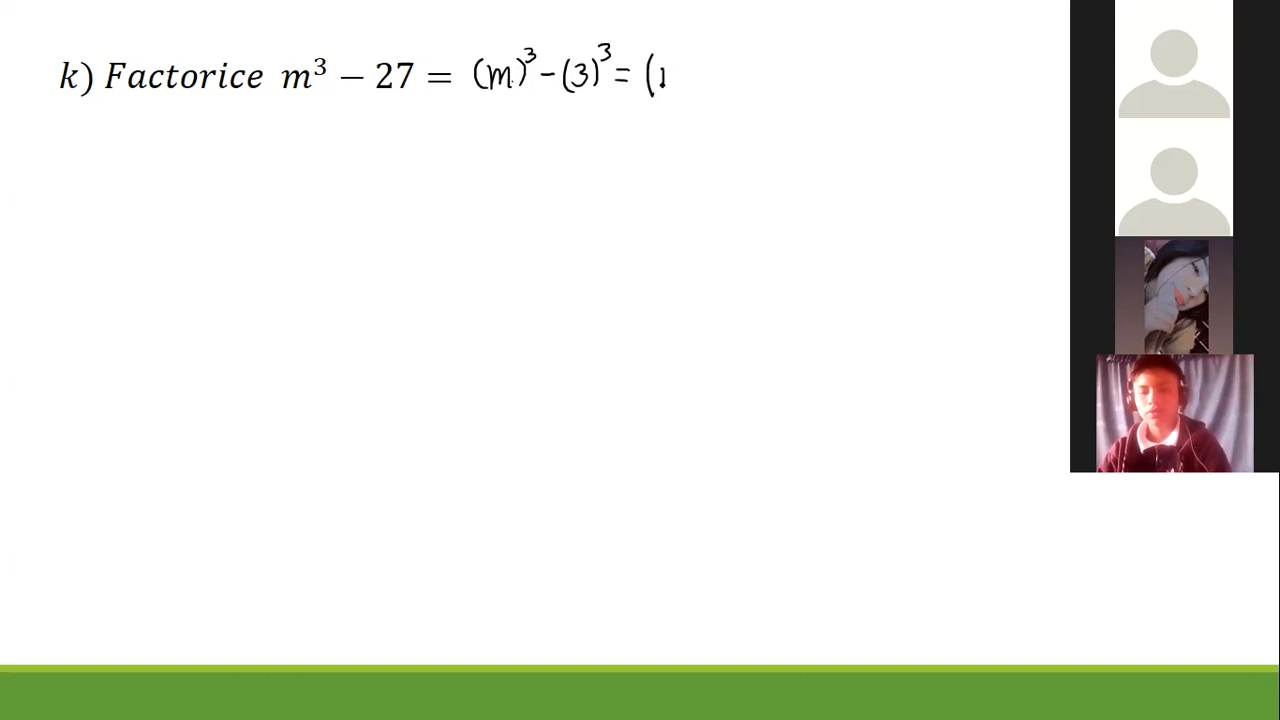 k) Factorice m³ − 27 = (m)³ - (3)³ = (